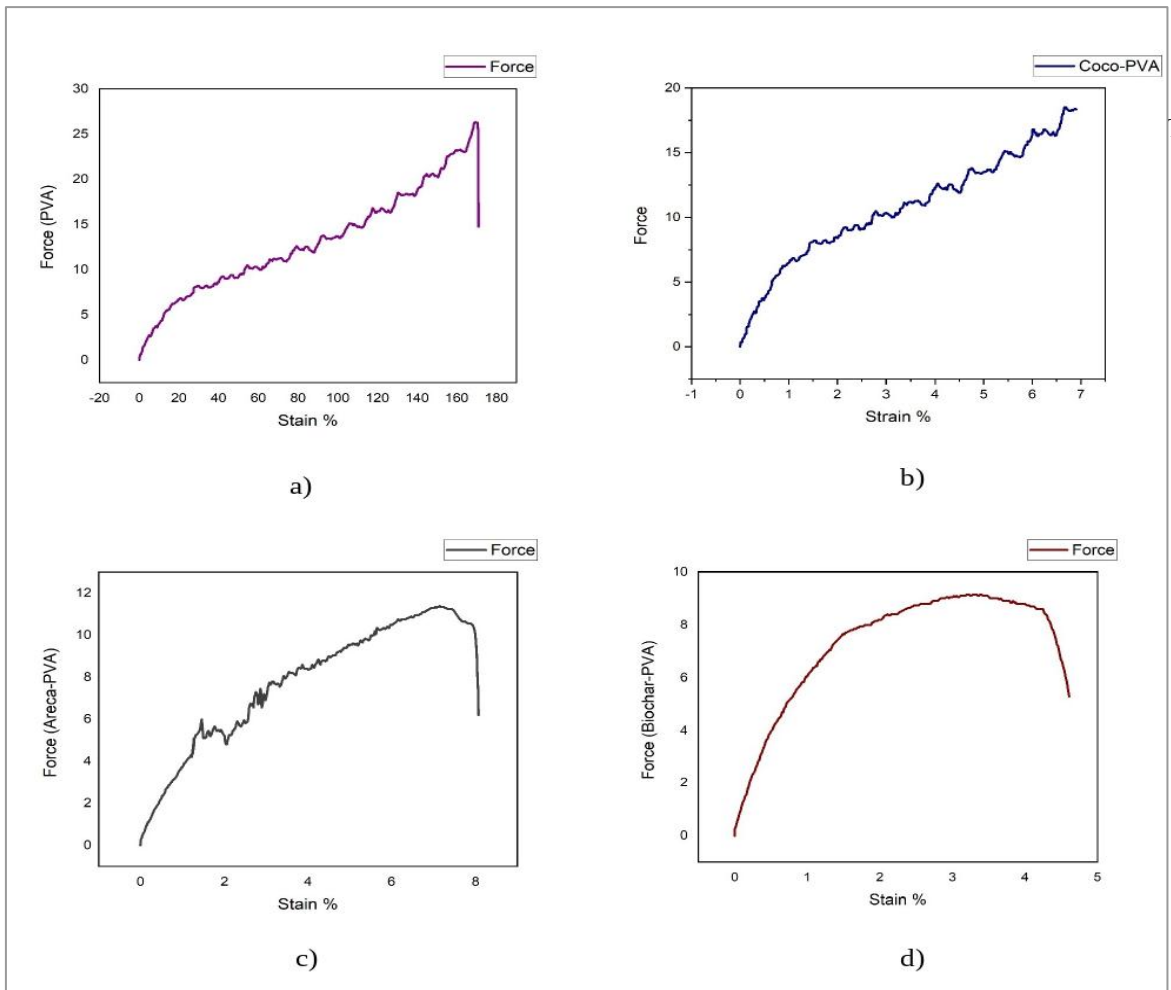 Force
30
25
20
15
10
5
0
Force (PVA)
-20 0 20 40 60 80 100 120 140 160 180
Stain %
a)
Coco-PVA
20
15
10
5
0
Force
-1 0 1 2 3 4 5 6 7
Strain %
b)
Force
12
10
8
6
4
2
0
Force (Areca-PVA)
0 2 4 6 8
Stain %
c)
Force
10
8
6
4
2
0
Force (Biochar-PVA)
0 1 2 3 4 5
Stain %
d)